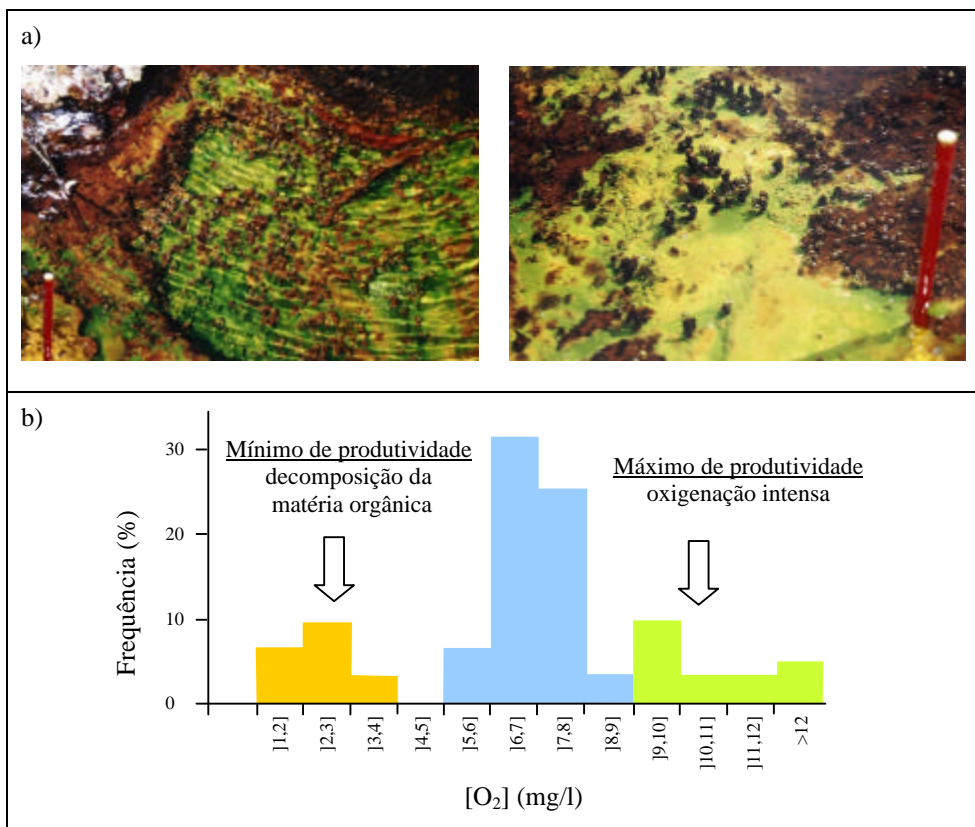 a)
b)
Mínimo de produtividade
decomposição da
matéria orgânica
Máximo de produtividade
oxigenação intensa
Frequência (%)
30
20
10
0
]1,2]
]2,3]
]3,4]
]4,5]
]5,6]
]6,7]
]7,8]
]8,9]
]9,10]
]10,11]
]11,12]
>12
[O₂] (mg/l)